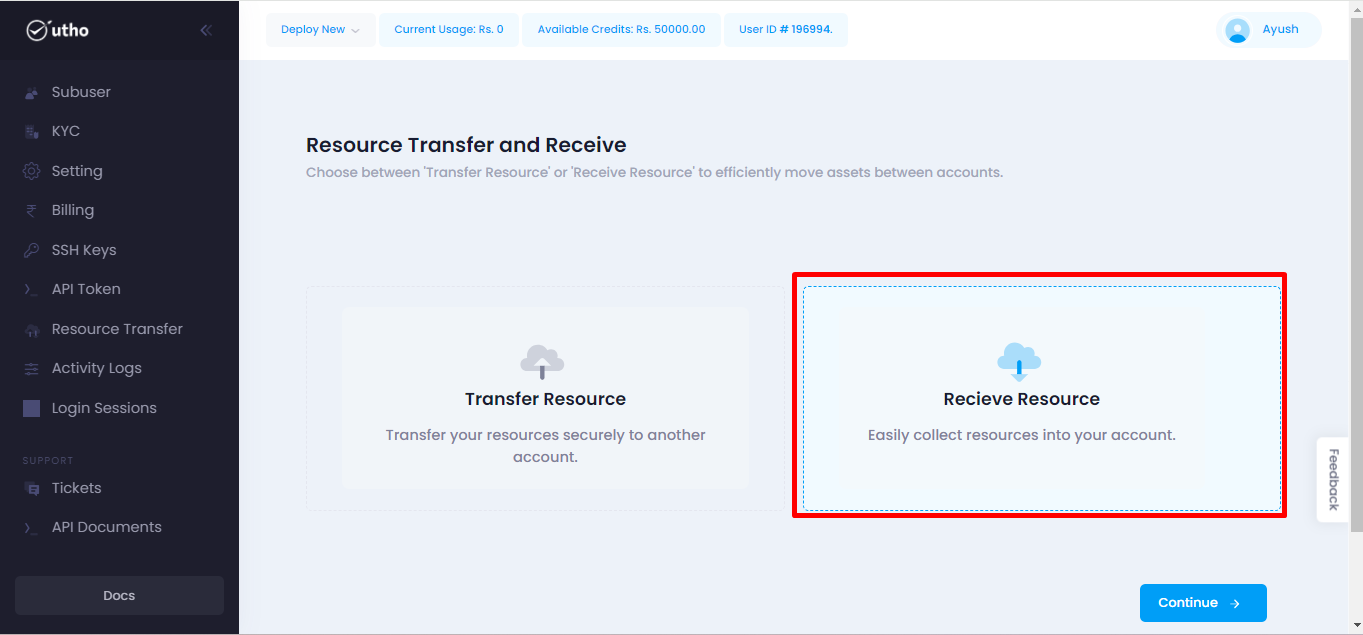 utho
Deploy New
Current Usage: Rs. 0
Available Credits: Rs. 50000.00
User ID # 196994.
Ayush
Subuser
KYC
Setting
Billing
SSH Keys
API Token
Resource Transfer
Activity Logs
Login Sessions
SUPPORT
Tickets
API Documents
Docs
Resource Transfer and Receive
Choose between 'Transfer Resource' or 'Receive Resource' to efficiently move assets between accounts.
Transfer Resource
Transfer your resources securely to another
account.
Recieve Resource
Easily collect resources into your account.
Continue
Feedback